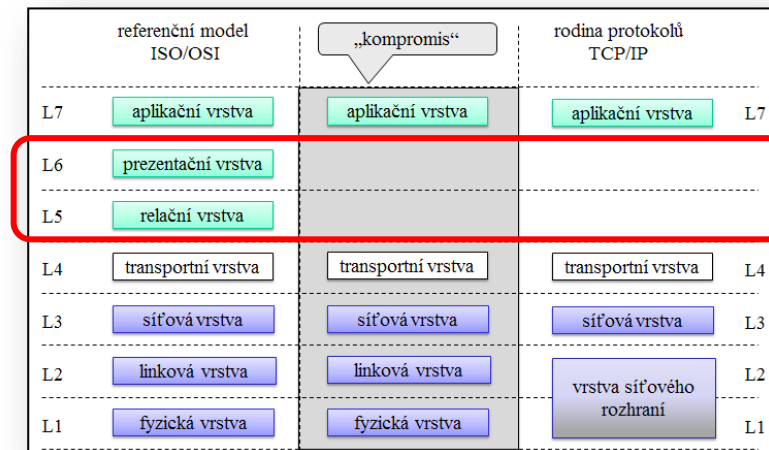 referenční model
ISO/OSI
„kompromis“
rodina protokolů
TCP/IP
L7 aplikační vrstva aplikační vrstva aplikační vrstva L7
L6 prezentační vrstva
L5 relační vrstva
L4 transportní vrstva transportní vrstva transportní vrstva L4
L3 síťová vrstva síťová vrstva síťová vrstva L3
L2 linková vrstva linková vrstva vrstva síťového rozhraní L2
L1 fyzická vrstva fyzická vrstva L1